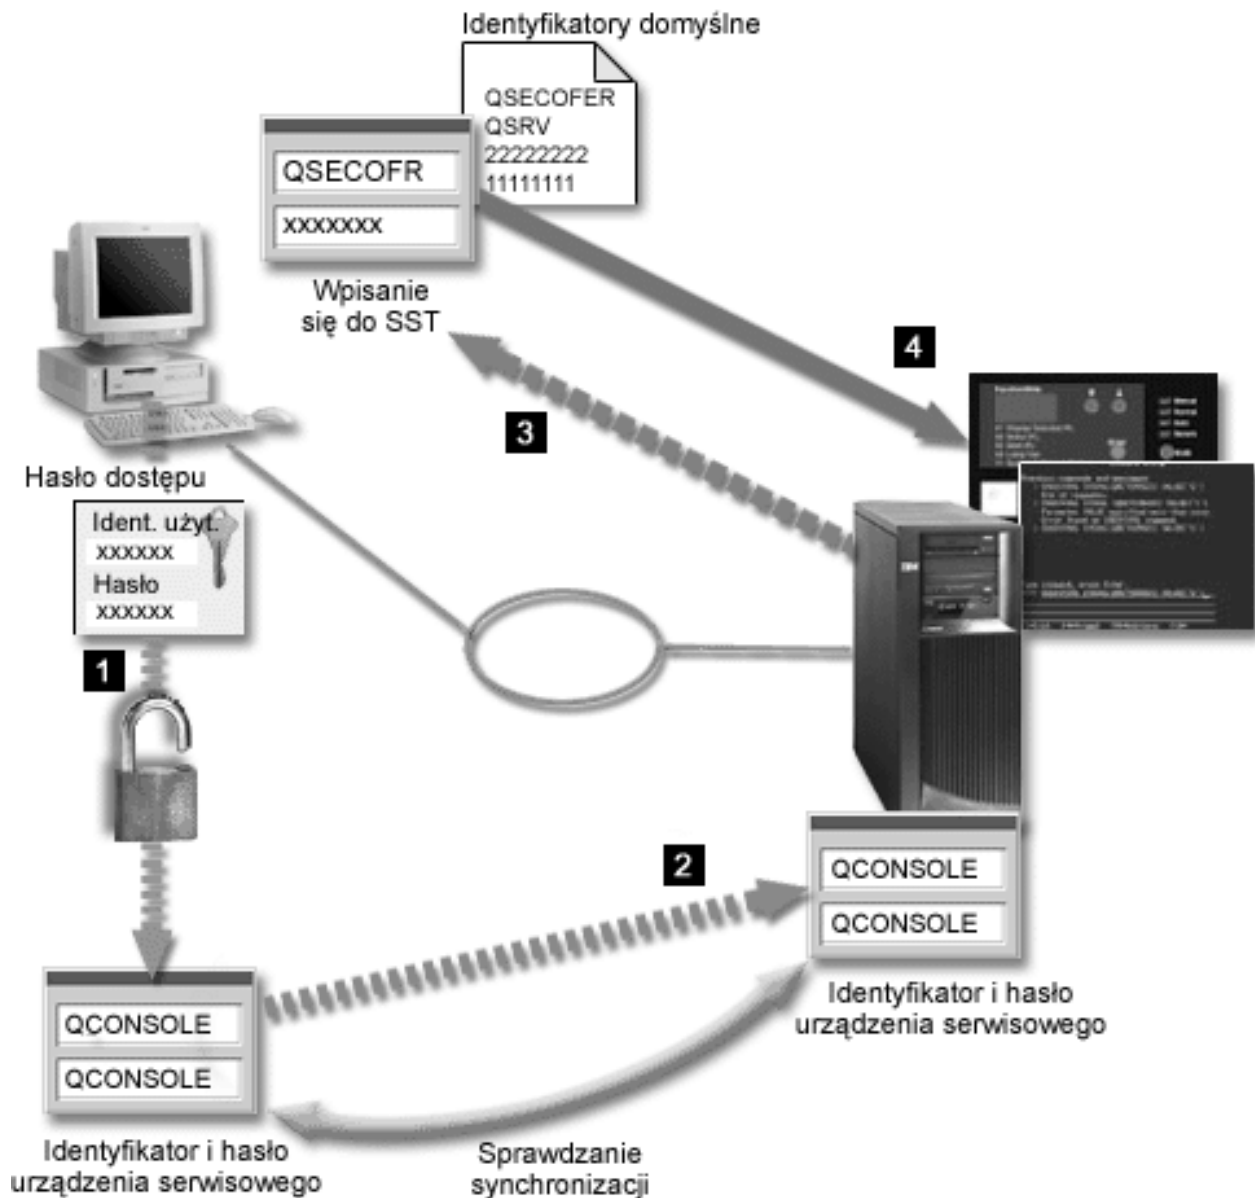 Identyfikatory domyślne
QSECOFER
QSRV
22222222
11111111
QSECOFR
xxxxxxx
Wpisanie
się do SST
4
3
Hasło dostępu
Ident. użyt.
xxxxxx
Hasło
xxxxxx
IBM
1
2
QCONSOLE
QCONSOLE
Identyfikator i hasło
urządzenia serwisowego
QCONSOLE
QCONSOLE
Identyfikator i hasło
urządzenia serwisowego
Sprawdzanie
synchronizacji